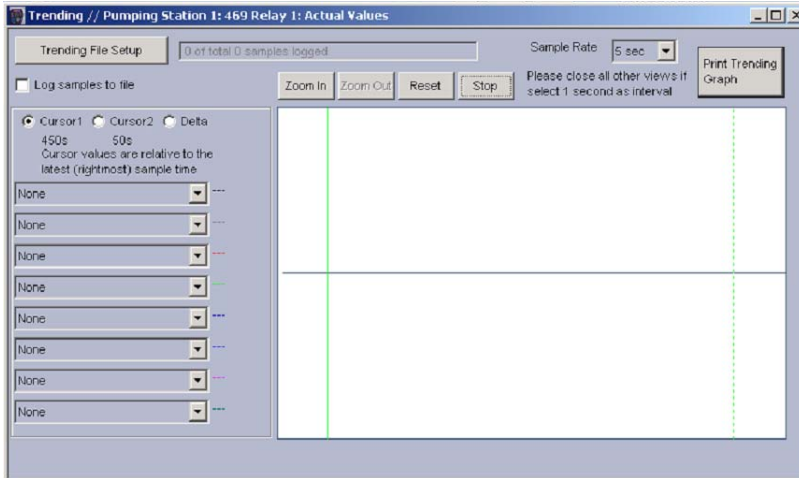 Trending // Pumping Station 1: 469 Relay 1: Actual Values
Trending File Setup
0 of total 0 samples logged
Sample Rate
5 sec
Print Trending
Graph
Log samples to file
Zoom In
Zoom Out
Reset
Stop
Please close all other views if
select 1 second as interval
Cursor1
Cursor2
Delta
450s
50s
Cursor values are relative to the
latest (rightmost) sample time
None
None
None
None
None
None
None
None